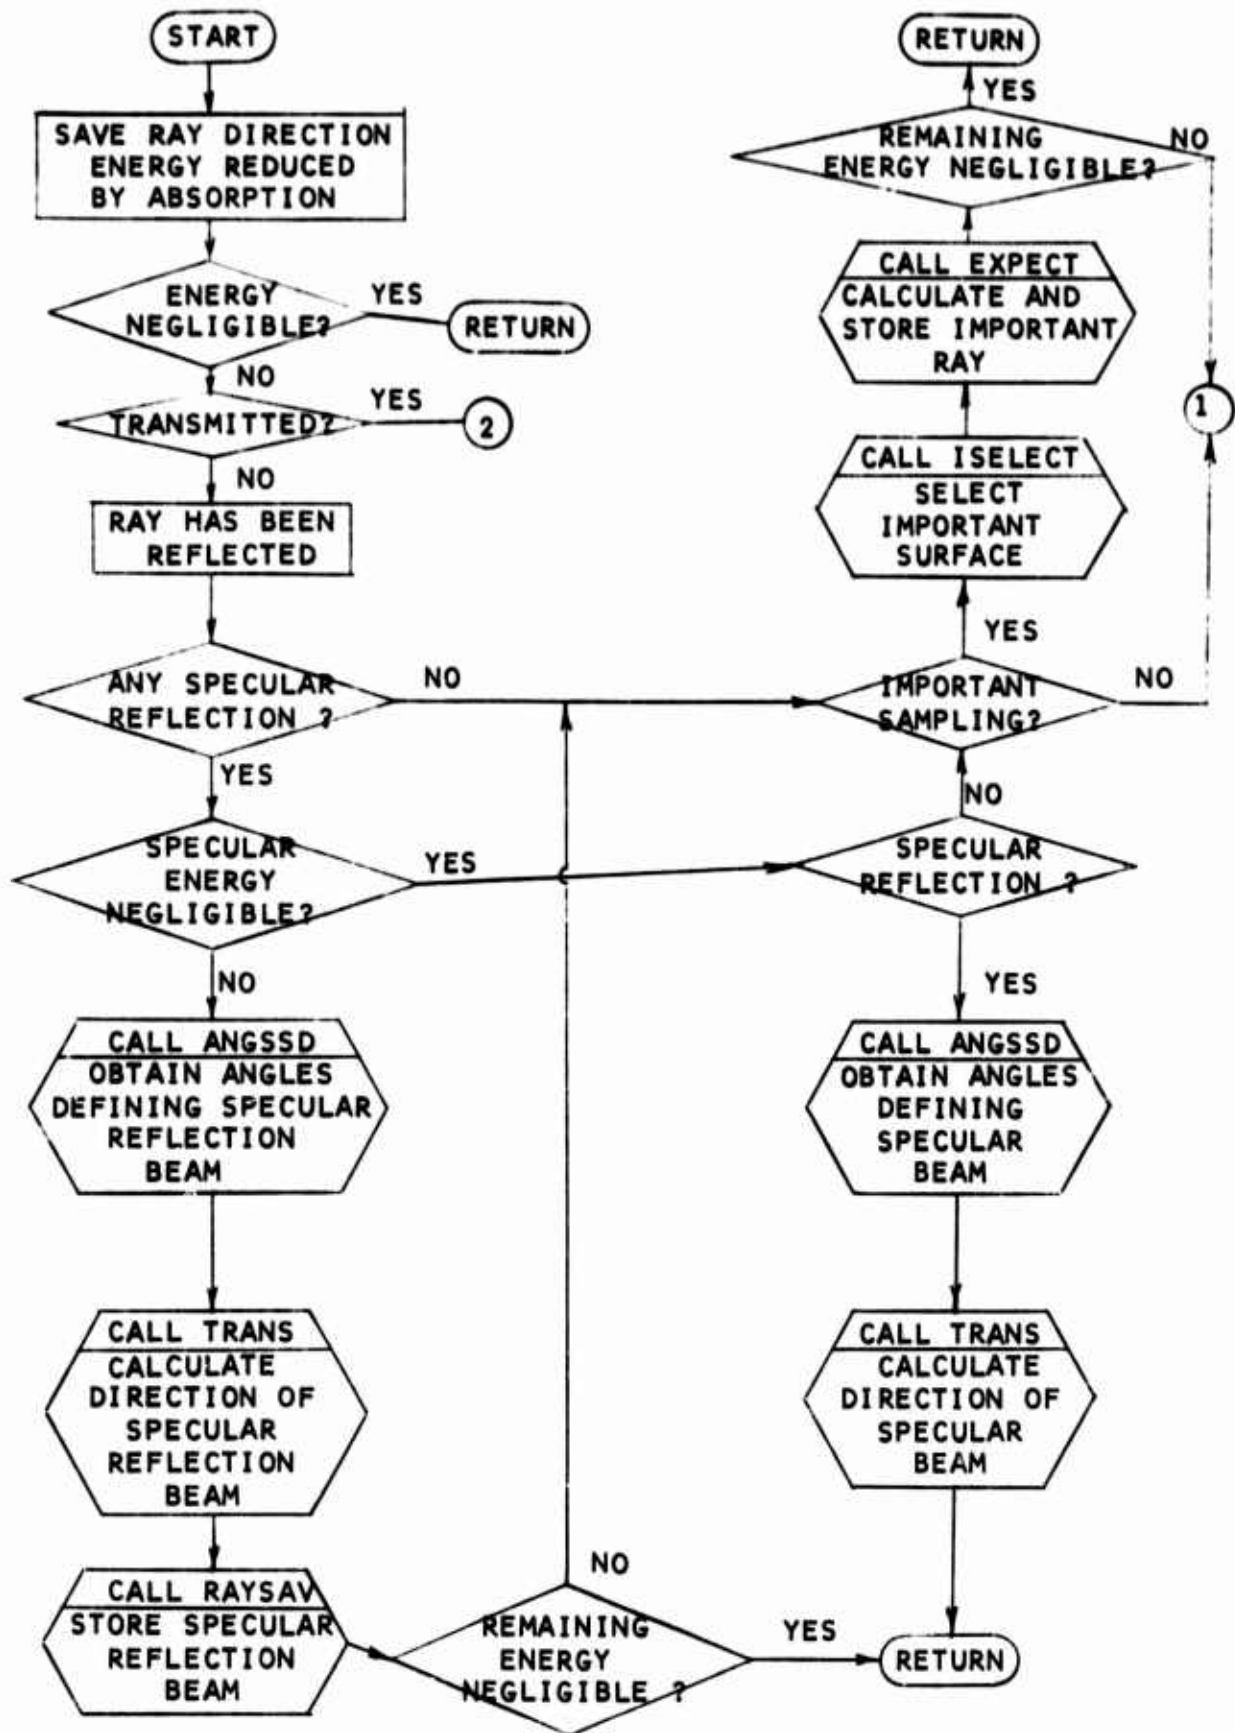 START
SAVE RAY DIRECTION
ENERGY REDUCED
BY ABSORPTION
ENERGY
NEGLIGIBLE?
YES
RETURN
NO
TRANSMITTED?
YES
2
NO
RAY HAS BEEN
REFLECTED
ANY SPECULAR
REFLECTION ?
NO
YES
SPECULAR
ENERGY
NEGLIGIBLE?
YES
NO
CALL ANGSSD
OBTAIN ANGLES
DEFINING SPECULAR
REFLECTION
BEAM
CALL TRANS
CALCULATE
DIRECTION OF
SPECULAR
REFLECTION
BEAM
CALL RAYSAV
STORE SPECULAR
REFLECTION
BEAM
REMAINING
ENERGY
NEGLIGIBLE ?
NO
YES
RETURN
RETURN
YES
REMAINING
ENERGY NEGLIGIBLE?
NO
CALL EXPECT
CALCULATE AND
STORE IMPORTANT
RAY
1
CALL ISELECT
SELECT
IMPORTANT
SURFACE
YES
IMPORTANT
SAMPLING?
NO
NO
SPECULAR
REFLECTION ?
YES
CALL ANGSSD
OBTAIN ANGLES
DEFINING
SPECULAR
BEAM
CALL TRANS
CALCULATE
DIRECTION OF
SPECULAR
BEAM